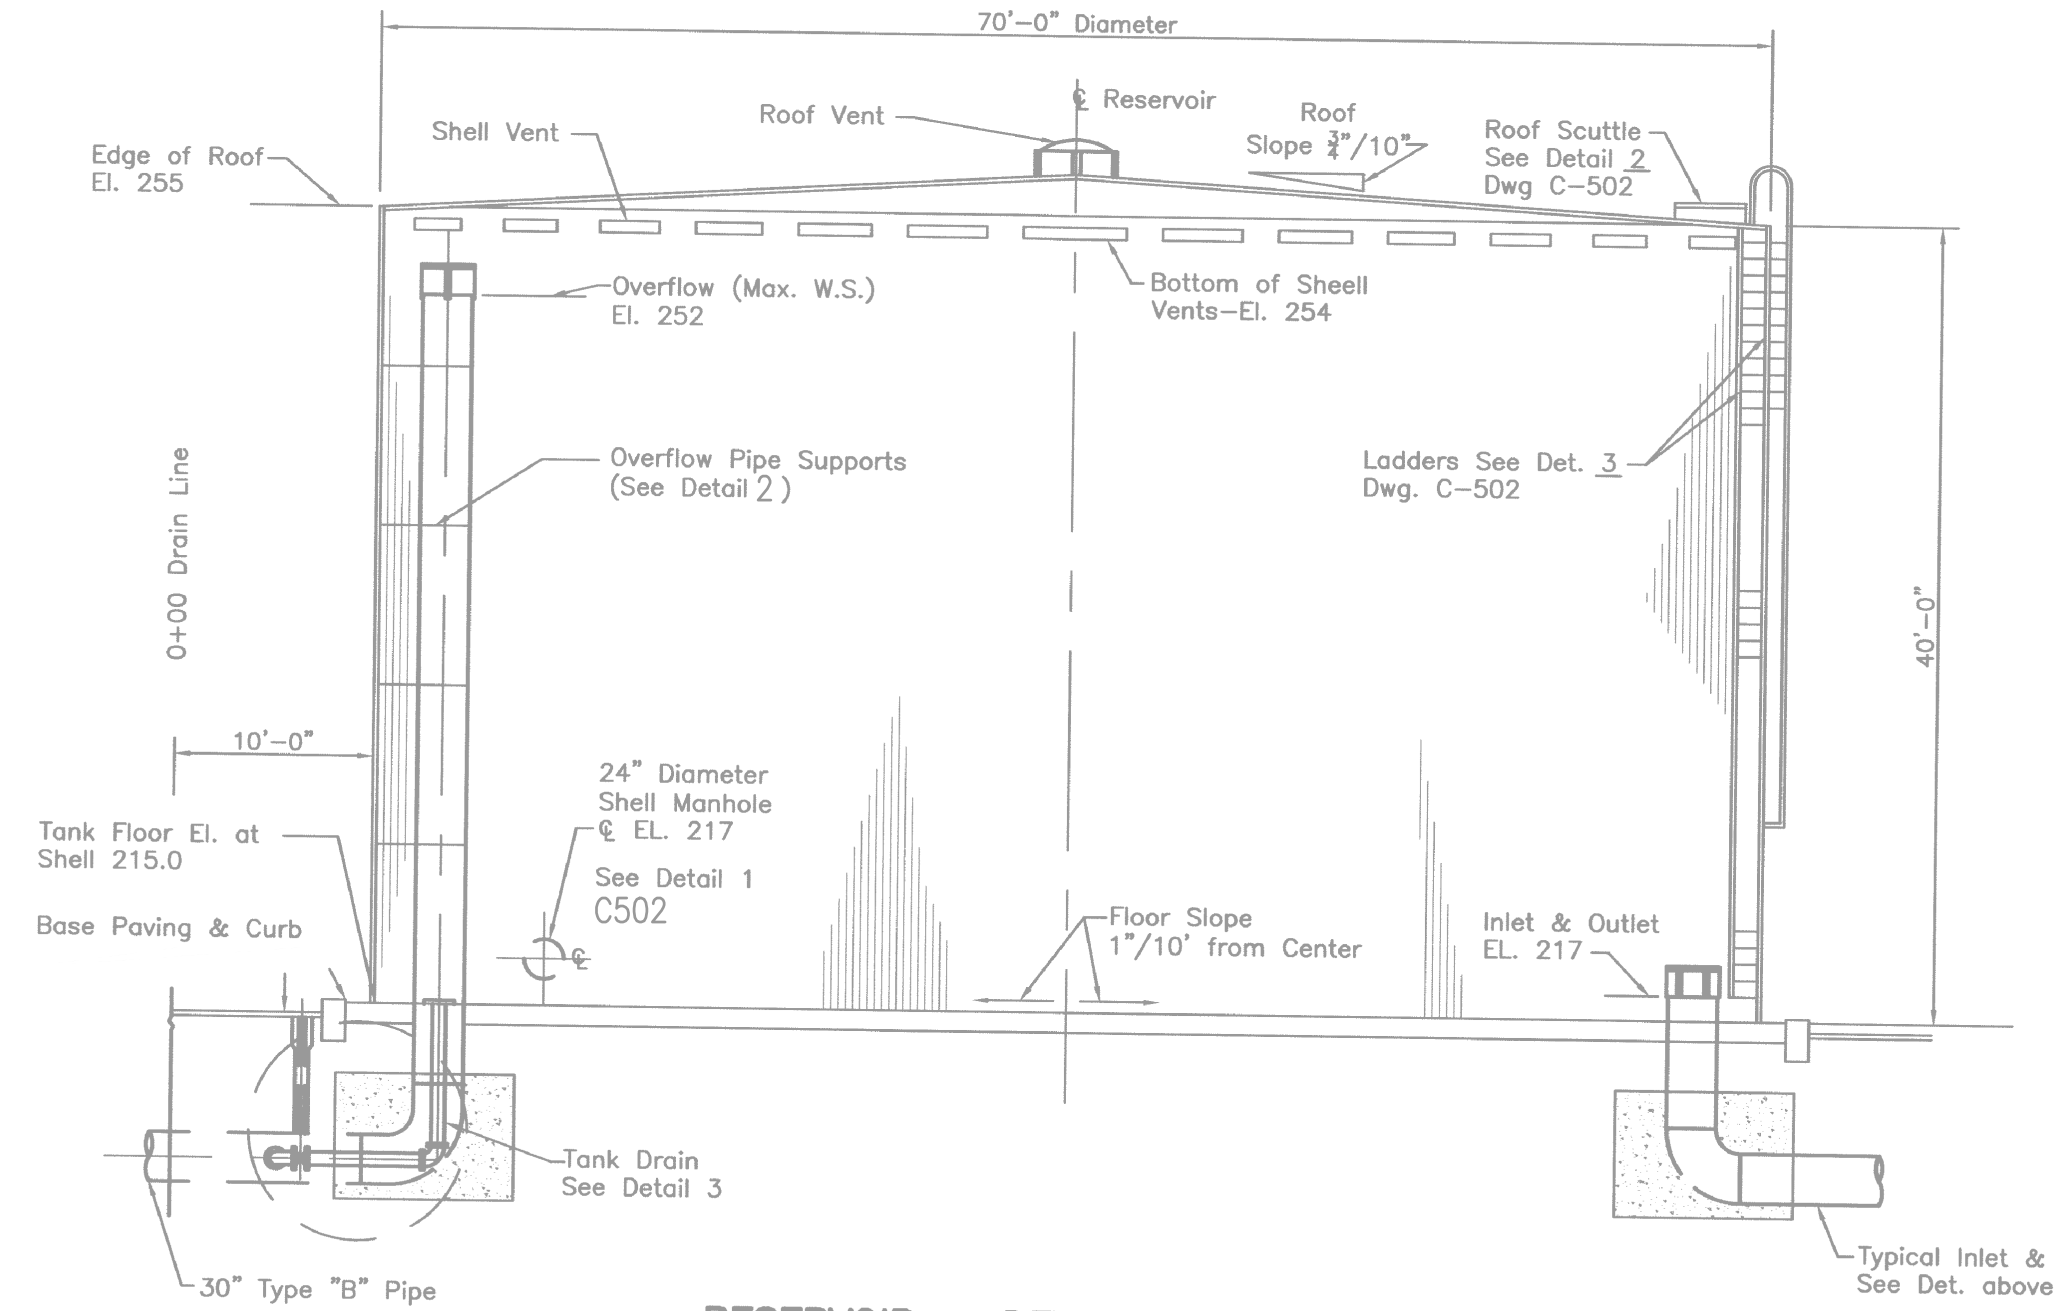 70'-0" Diameter
℄ Reservoir
Roof Vent
Shell Vent
Roof
Slope ¾"/10"
Roof Scuttle
See Detail 2
Dwg C-502
Edge of Roof
El. 255
Overflow (Max. W.S.)
El. 252
Bottom of Sheell
Vents-El. 254
Overflow Pipe Supports
(See Detail 2)
Ladders See Det. 3
Dwg. C-502
0+00 Drain Line
40'-0"
10'-0"
24" Diameter
Shell Manhole
℄ EL. 217
See Detail 1
C502
℄
Tank Floor El. at
Shell 215.0
Base Paving & Curb
Floor Slope
1"/10' from Center
Inlet & Outlet
EL. 217
Tank Drain
See Detail 3
30" Type "B" Pipe
Typical Inlet &
See Det. above